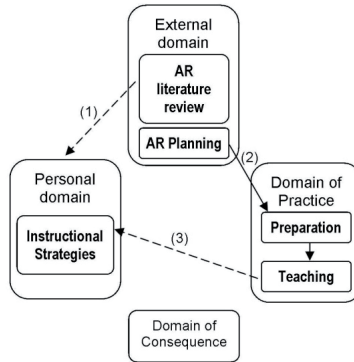 External
domain
AR
literature
review
AR Planning
(1)
(2)
Personal
domain
Instructional
Strategies
Domain of
Practice
Preparation
Teaching
(3)
Domain of
Consequence